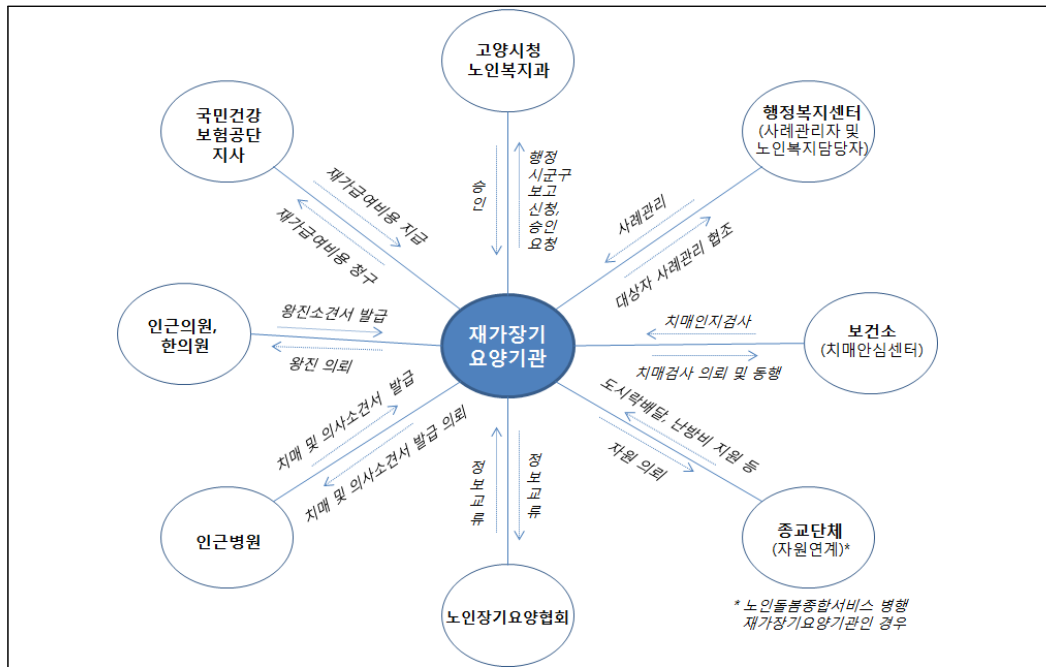 고양시청
노인복지과
국민건강
보험공단
지사
행정복지센터
(사례관리자 및
노인복지담당자)
승인
행정
시군구
보고
신청,
승인
요청
재가급여비용 지급
재가급여비용 청구
사례관리
대상자 사례관리 협조
인근의원,
한의원
왕진소견서 발급
왕진 의뢰
재가장기
요양기관
치매인지검사
치매검사 의뢰 및 동행
보건소
(치매안심센터)
치매 및 의사소견서 발급
치매 및 의사소견서 발급 의뢰
정보교류
정보교류
도시락배달, 난방비 지원 등
자원 의뢰
인근병원
노인장기요양협회
종교단체
(자원연계)*
* 노인돌봄종합서비스 병행
재가장기요양기관인 경우